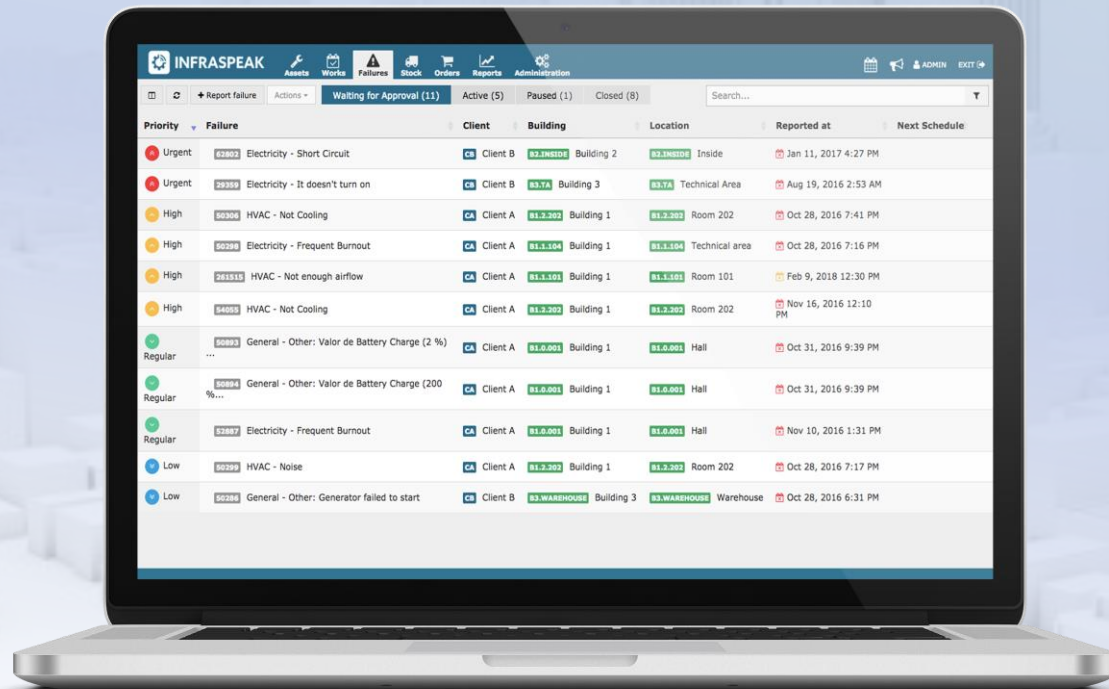 INFRASPEAK Assets Works Failures Stock Orders Reports Administration ADMIN EXIT
+ Report failure Actions Waiting for Approval (11) Active (5) Paused (1) Closed (8) Search...
Priority Failure Client Building Location Reported at Next Schedule
Urgent 62802 Electricity - Short Circuit CB Client B B2.INSIDE Building 2 B2.INSIDE Inside Jan 11, 2017 4:27 PM
Urgent 29359 Electricity - It doesn't turn on CB Client B B3.TA Building 3 B3.TA Technical Area Aug 19, 2016 2:53 AM
High 50306 HVAC - Not Cooling CA Client A B1.2.202 Building 1 B1.2.202 Room 202 Oct 28, 2016 7:41 PM
High 50298 Electricity - Frequent Burnout CA Client A B1.1.104 Building 1 B1.1.104 Technical area Oct 28, 2016 7:16 PM
High 261515 HVAC - Not enough airflow CA Client A B1.1.101 Building 1 B1.1.101 Room 101 Feb 9, 2018 12:30 PM
High 54055 HVAC - Not Cooling CA Client A B1.2.202 Building 1 B1.2.202 Room 202 Nov 16, 2016 12:10
PM
Regular 50893 General - Other: Valor de Battery Charge (2 %) CA Client A B1.0.001 Building 1 B1.0.001 Hall Oct 31, 2016 9:39 PM
...
Regular 50894 General - Other: Valor de Battery Charge (200 CA Client A B1.0.001 Building 1 B1.0.001 Hall Oct 31, 2016 9:39 PM
%...
Regular 52887 Electricity - Frequent Burnout CA Client A B1.0.001 Building 1 B1.0.001 Hall Nov 10, 2016 1:31 PM
Low 50299 HVAC - Noise CA Client A B1.2.202 Building 1 B1.2.202 Room 202 Oct 28, 2016 7:17 PM
Low 50286 General - Other: Generator failed to start CB Client B B3.WAREHOUSE Building 3 B3.WAREHOUSE Warehouse Oct 28, 2016 6:31 PM